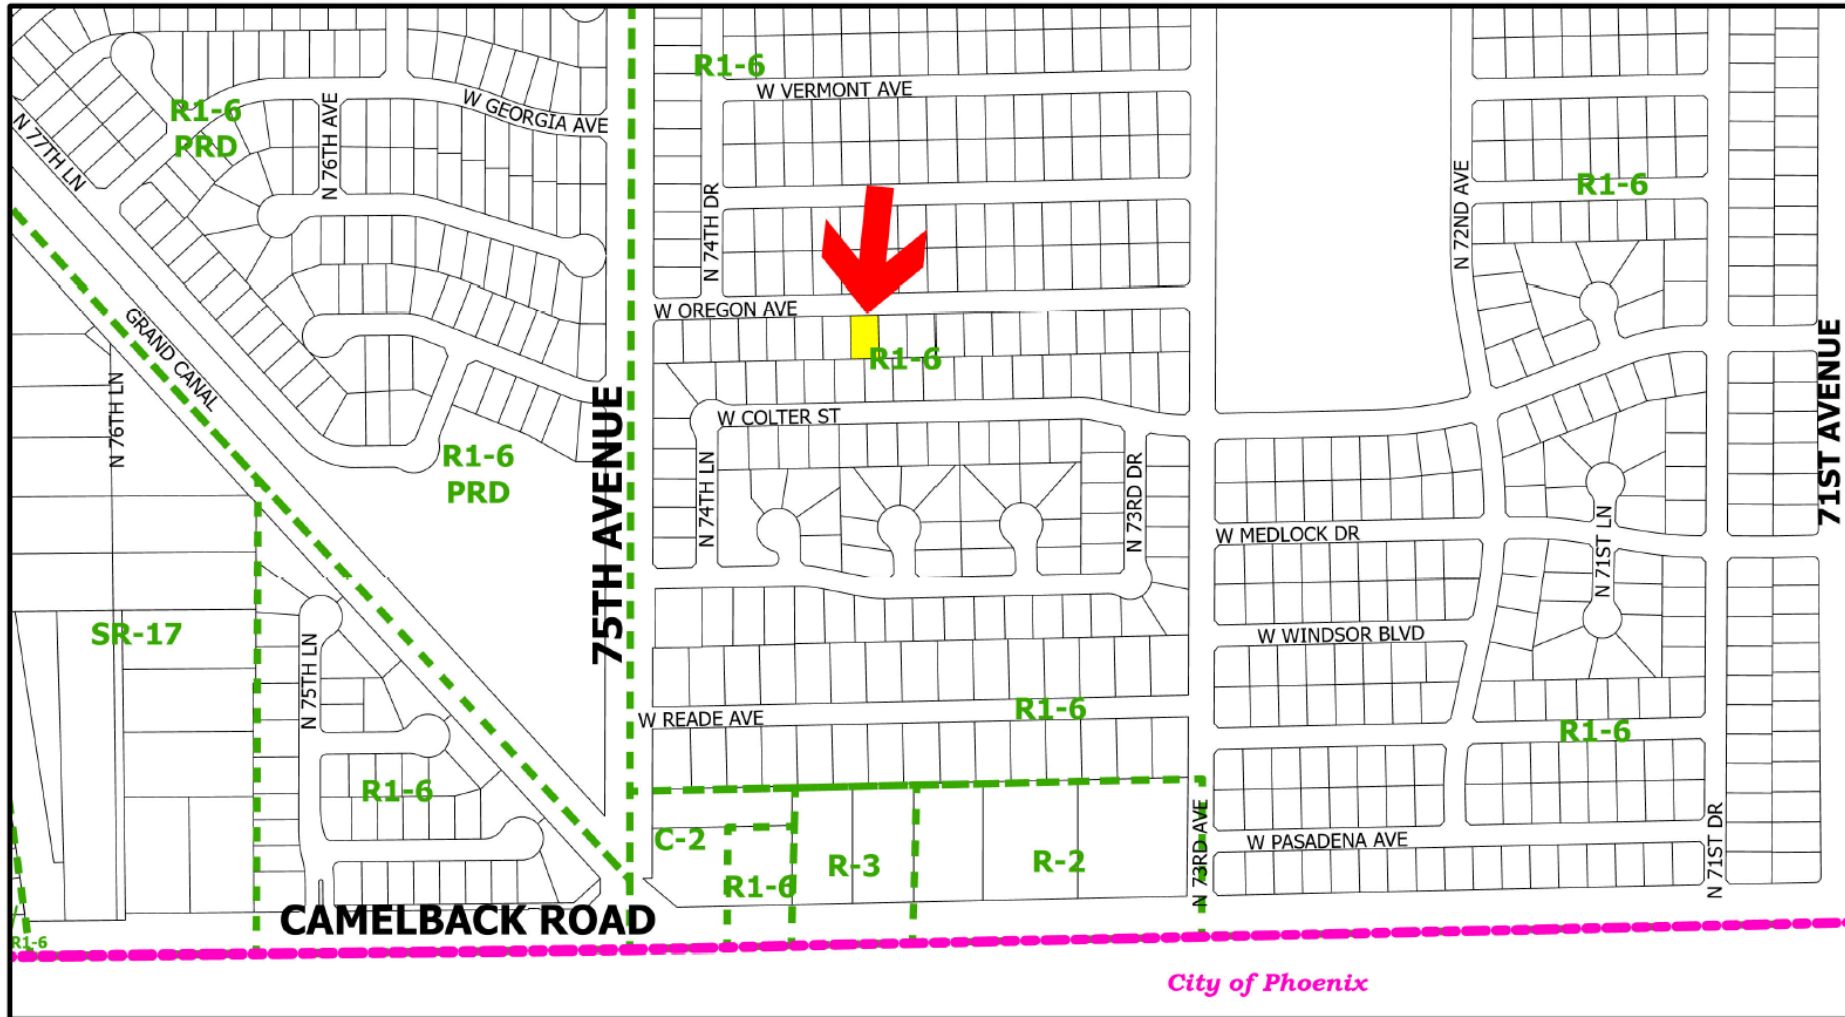 R1-6
W VERMONT AVE
R1-6
PRD
N 76TH AVE
W GEORGIA AVE
N 77TH LN
N 74TH DR
N 72ND AVE
R1-6
W OREGON AVE
R1-6
GRAND CANAL
N 76TH LN
75TH AVENUE
71ST AVENUE
W COLTER ST
R1-6
PRD
N 74TH LN
N 73RD DR
W MEDLOCK DR
N 71ST LN
SR-17
N 75TH LN
W WINDSOR BLVD
W READE AVE
R1-6
R1-6
R1-6
C-2
R1-6
R-3
R-2
N 73RD AVE
W PASADENA AVE
N 71ST DR
CAMELBACK ROAD
R1-6
City of Phoenix